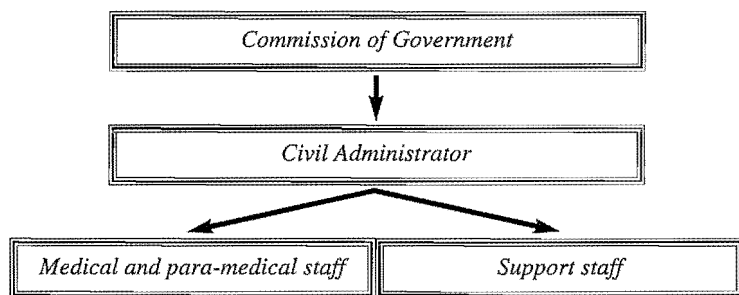 Commission of Government
Civil Administrator
Medical and para-medical staff
Support staff